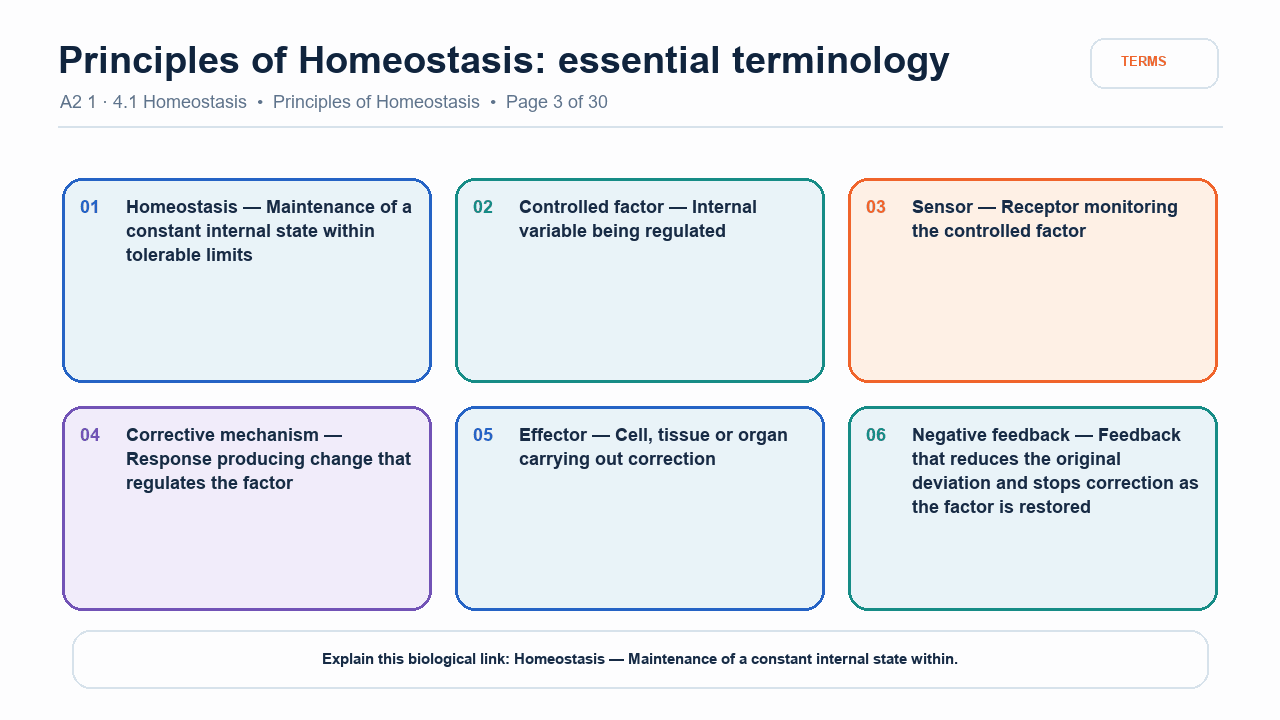 Principles of Homeostasis: essential terminology
TERMS
A2 1 · 4.1 Homeostasis • Principles of Homeostasis • Page 3 of 30
01
Homeostasis — Maintenance of a
constant internal state within
tolerable limits
02
Controlled factor — Internal
variable being regulated
03
Sensor — Receptor monitoring
the controlled factor
04
Corrective mechanism —
Response producing change that
regulates the factor
05
Effector — Cell, tissue or organ
carrying out correction
06
Negative feedback — Feedback
that reduces the original
deviation and stops correction as
the factor is restored
Explain this biological link: Homeostasis — Maintenance of a constant internal state within.